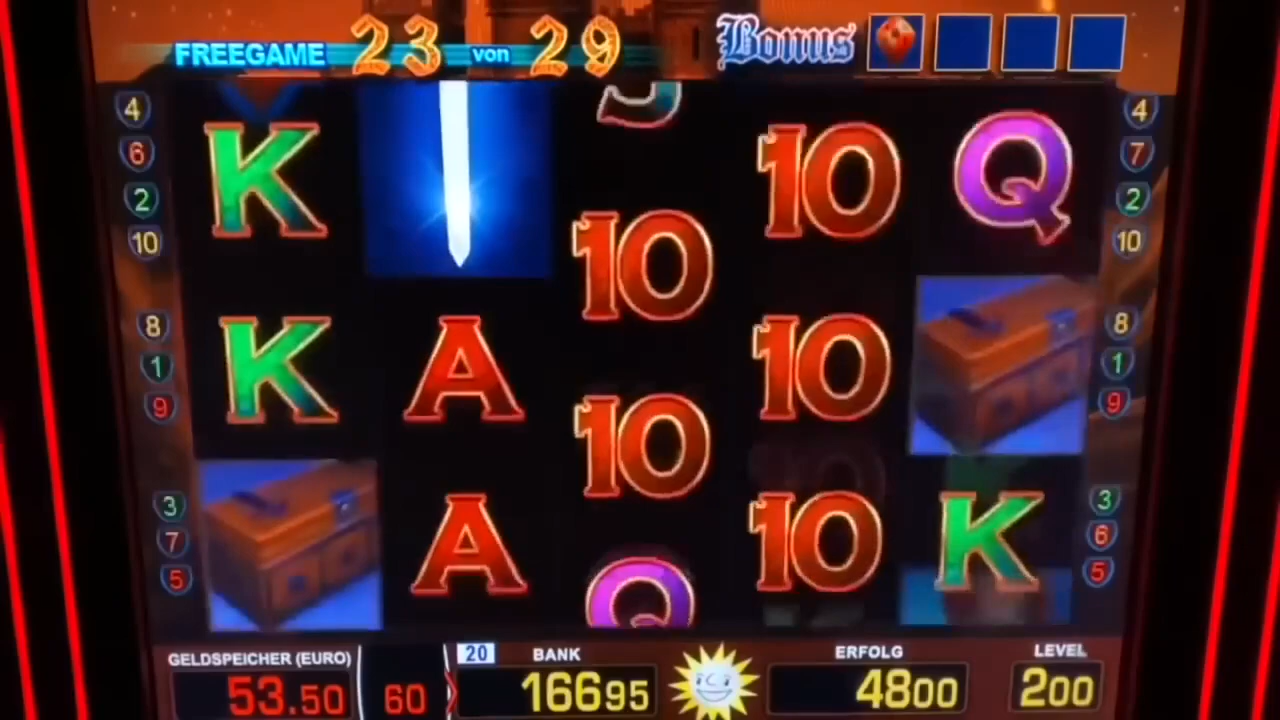 FREEGAME 23 von 29 Bonus
4 4
6 K 10 Q 7
2 10 2
10 10
8 8
1 K A 10 1
9 10 9
3 3
7 A 10 K 6
5 Q 5
GELDSPEICHER (EURO) 20 BANK ERFOLG LEVEL
53.50 60 16695 4800 200